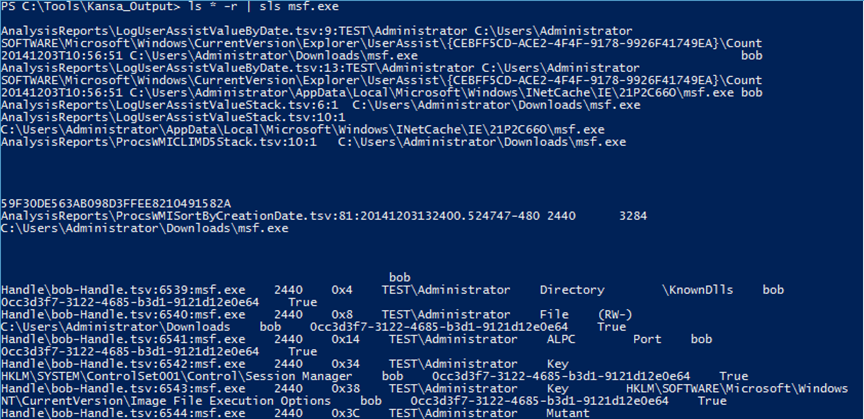 PS C:\Tools\Kansa_Output> ls * -r | sls msf.exe
AnalysisReports\LogUserAssistValueByDate.tsv:9:TEST\Administrator C:\Users\Administrator
SOFTWARE\Microsoft\Windows\CurrentVersion\Explorer\UserAssist\{CEBFF5CD-ACE2-4F4F-9178-9926F41749EA}\Count
20141203T10:56:51 C:\Users\Administrator\Downloads\msf.exe bob
AnalysisReports\LogUserAssistValueByDate.tsv:13:TEST\Administrator C:\Users\Administrator
SOFTWARE\Microsoft\Windows\CurrentVersion\Explorer\UserAssist\{CEBFF5CD-ACE2-4F4F-9178-9926F41749EA}\Count
20141203T10:56:51 C:\Users\Administrator\AppData\Local\Microsoft\Windows\INetCache\IE\21P2C66O\msf.exe bob
AnalysisReports\LogUserAssistValueStack.tsv:6:1 C:\Users\Administrator\Downloads\msf.exe
AnalysisReports\LogUserAssistValueStack.tsv:10:1
C:\Users\Administrator\AppData\Local\Microsoft\Windows\INetCache\IE\21P2C66O\msf.exe
AnalysisReports\ProcsWMICLIMD5Stack.tsv:10:1 C:\Users\Administrator\Downloads\msf.exe
59F30DE563AB098D3FFEE8210491582A
AnalysisReports\ProcsWMISortByCreationDate.tsv:81:20141203132400.524747-480 2440 3284
C:\Users\Administrator\Downloads\msf.exe
bob
Handle\bob-Handle.tsv:6539:msf.exe 2440 0x4 TEST\Administrator Directory \KnownDlls bob
0cc3d3f7-3122-4685-b3d1-9121d12e0e64 True
Handle\bob-Handle.tsv:6540:msf.exe 2440 0x8 TEST\Administrator File (RW-)
C:\Users\Administrator\Downloads bob 0cc3d3f7-3122-4685-b3d1-9121d12e0e64 True
Handle\bob-Handle.tsv:6541:msf.exe 2440 0x14 TEST\Administrator ALPC Port bob
0cc3d3f7-3122-4685-b3d1-9121d12e0e64 True
Handle\bob-Handle.tsv:6542:msf.exe 2440 0x34 TEST\Administrator Key
HKLM\SYSTEM\ControlSet001\Control\Session Manager bob 0cc3d3f7-3122-4685-b3d1-9121d12e0e64 True
Handle\bob-Handle.tsv:6543:msf.exe 2440 0x38 TEST\Administrator Key HKLM\SOFTWARE\Microsoft\Windows
NT\CurrentVersion\Image File Execution Options bob 0cc3d3f7-3122-4685-b3d1-9121d12e0e64 True
Handle\bob-Handle.tsv:6544:msf.exe 2440 0x3C TEST\Administrator Mutant